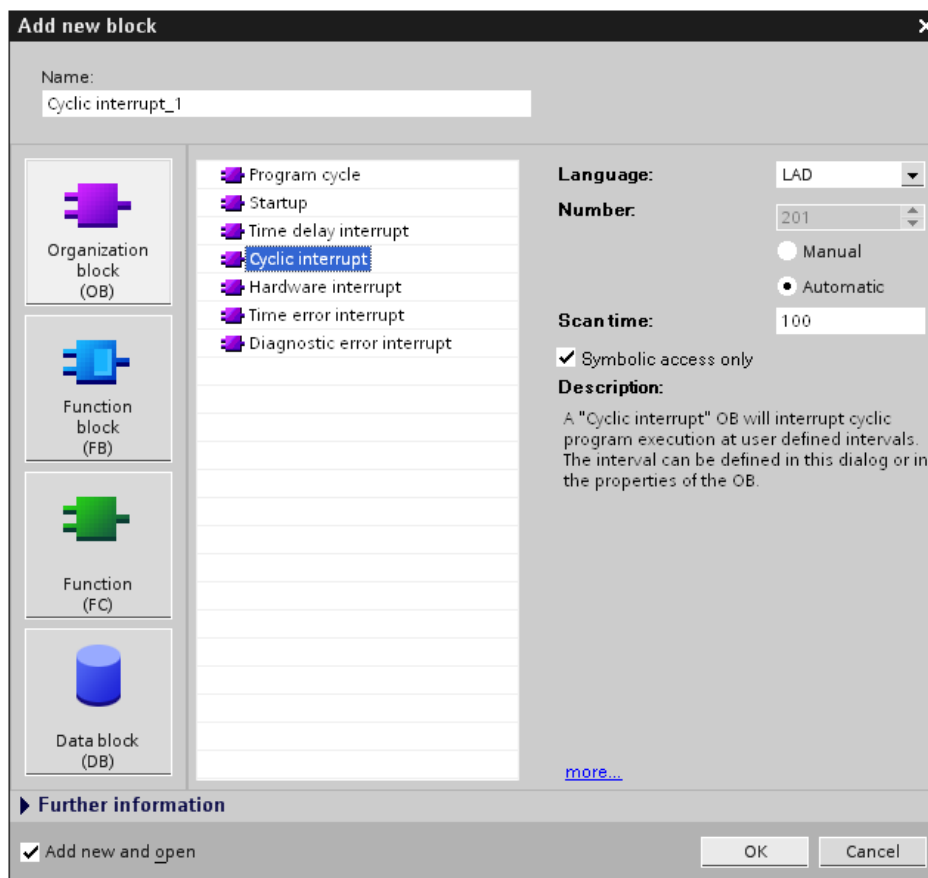 Add new block
Name:
Cyclic interrupt_1
Organization
block
(OB)
Function
block
(FB)
Function
(FC)
Data block
(DB)
Program cycle
Startup
Time delay interrupt
Cyclic interrupt
Hardware interrupt
Time error interrupt
Diagnostic error interrupt
Language: LAD
Number: 201
Manual
Automatic
Scan time: 100
Symbolic access only
Description:
A "Cyclic interrupt" OB will interrupt cyclic
program execution at user defined intervals.
The interval can be defined in this dialog or in
the properties of the OB.
more...
Further information
Add new and open
OK Cancel